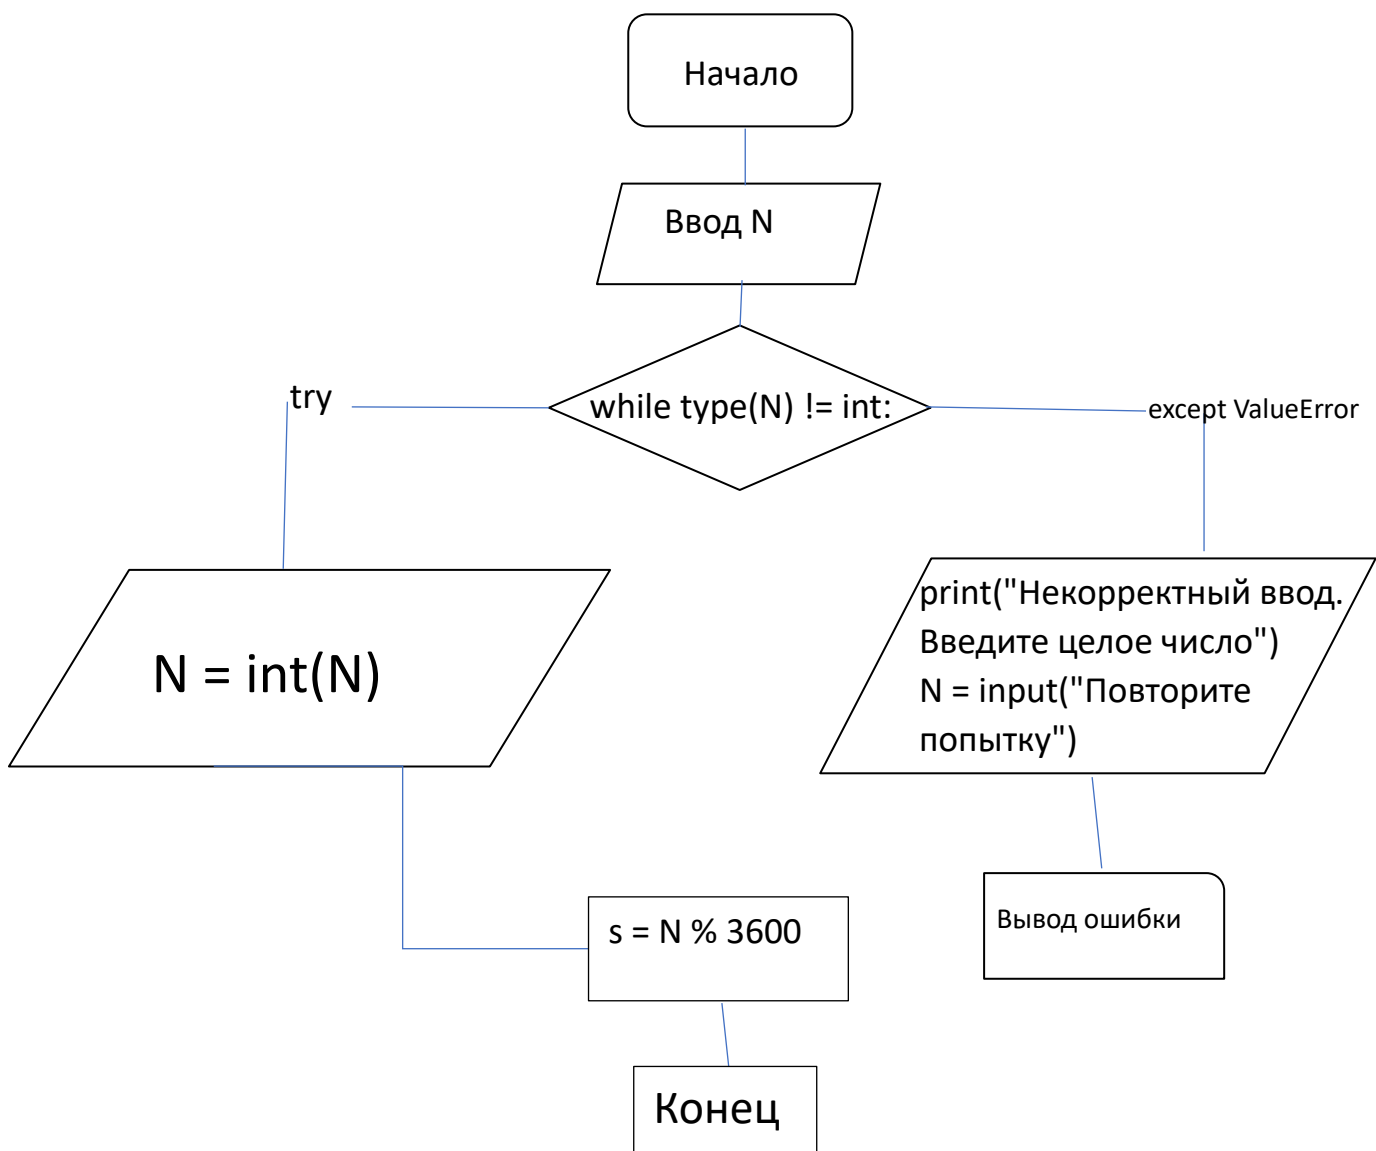 Начало
Ввод N
try
while type(N) != int:
except ValueError
N = int(N)
print("Некорректный ввод.
Введите целое число")
N = input("Повторите
попытку")
s = N % 3600
Вывод ошибки
Конец